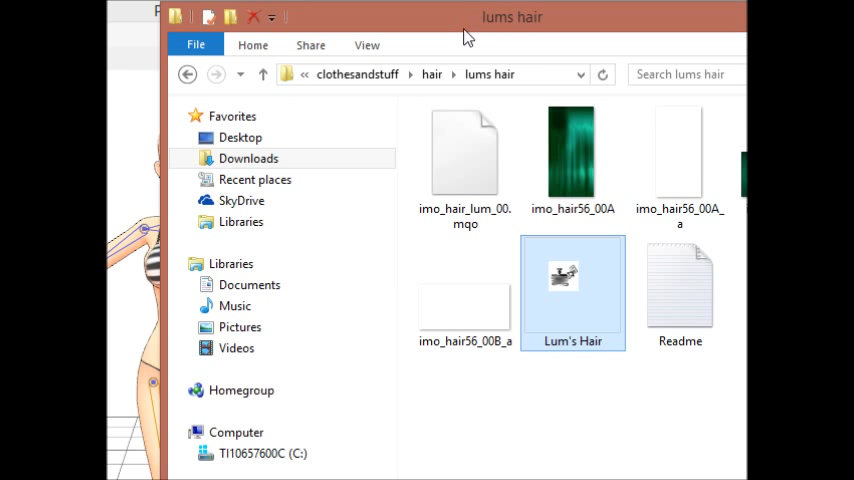 lums hair
File Home Share View
« clothesandstuff hair lums hair
Search lums hair
Favorites
Desktop
Downloads
Recent places
SkyDrive
Libraries
Libraries
Documents
Music
Pictures
Videos
Homegroup
Computer
TI10657600C (C:)
imo_hair_lum_00.
mqo
imo_hair56_00A
imo_hair56_00A_
a
imo_hair56_00B_a
Lum's Hair
Readme